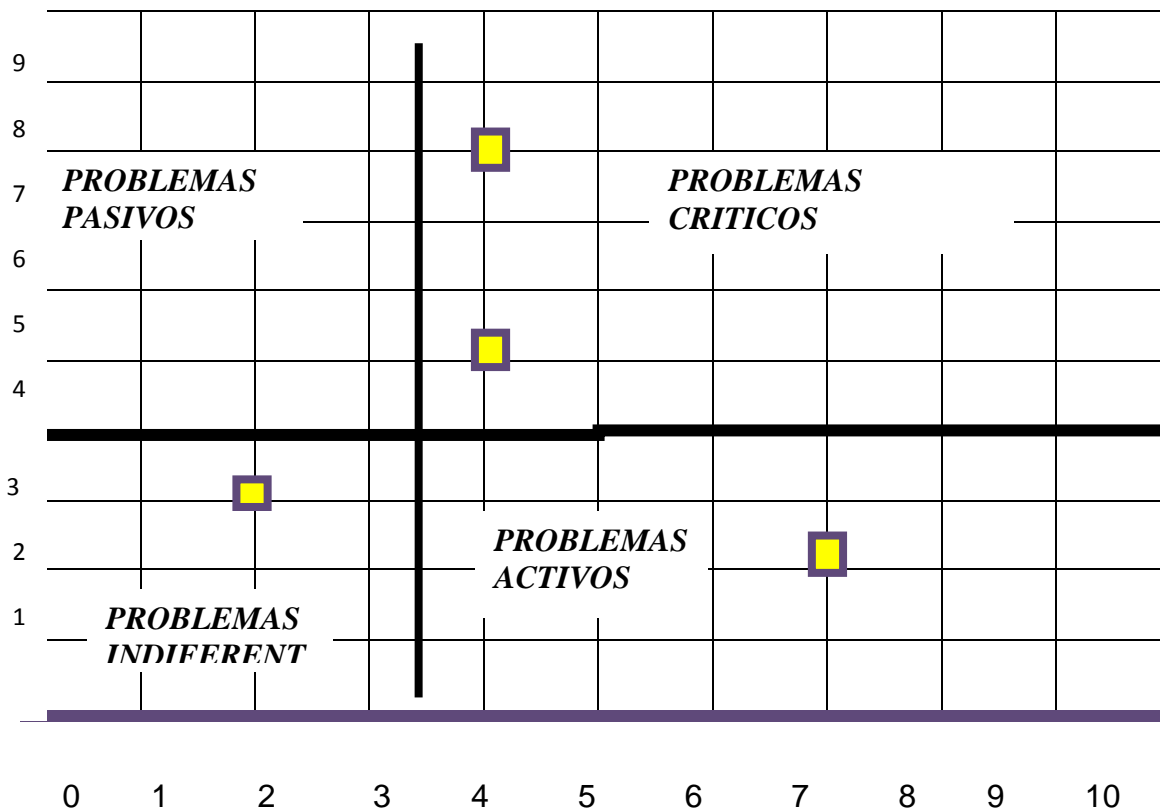 9
8
PROBLEMAS
PASIVOS
PROBLEMAS
CRITICOS
7
6
5
4
3
PROBLEMAS
ACTIVOS
2
1
PROBLEMAS
INDIFERENT
0 1 2 3 4 5 6 7 8 9 10